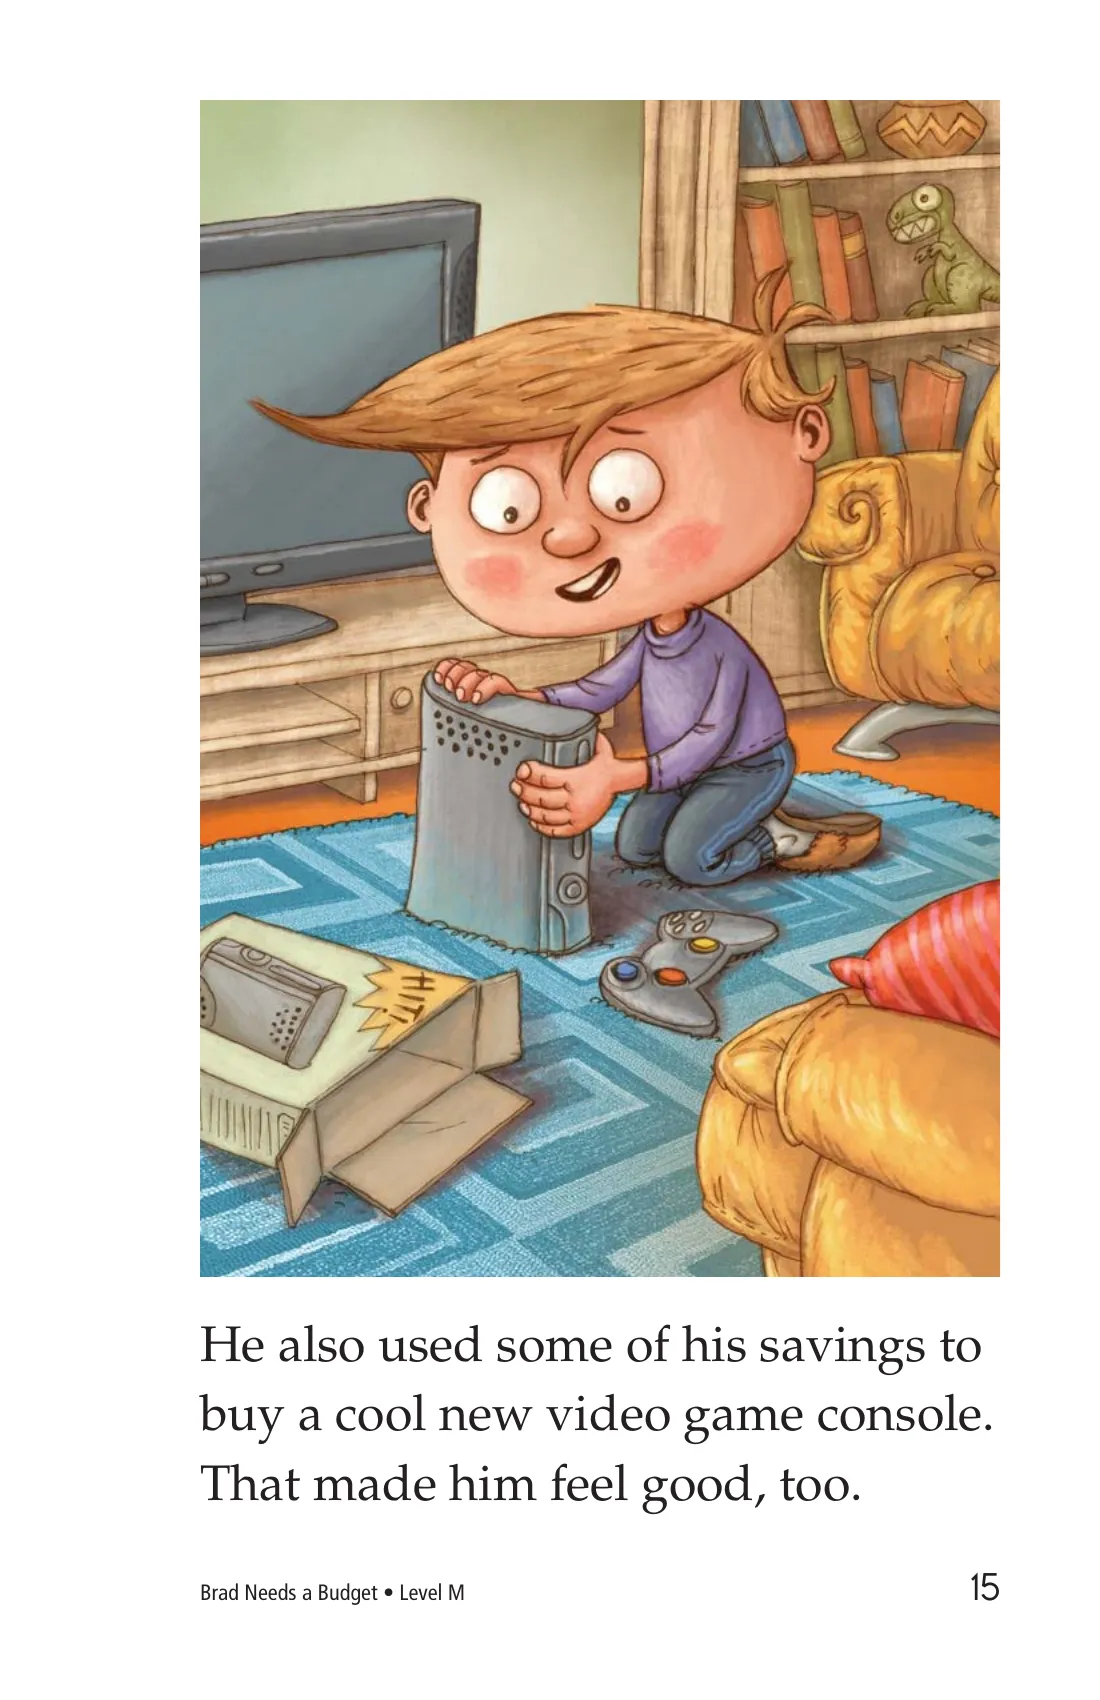 HIT!
He also used some of his savings to
buy a cool new video game console.
That made him feel good, too.
Brad Needs a Budget • Level M
15